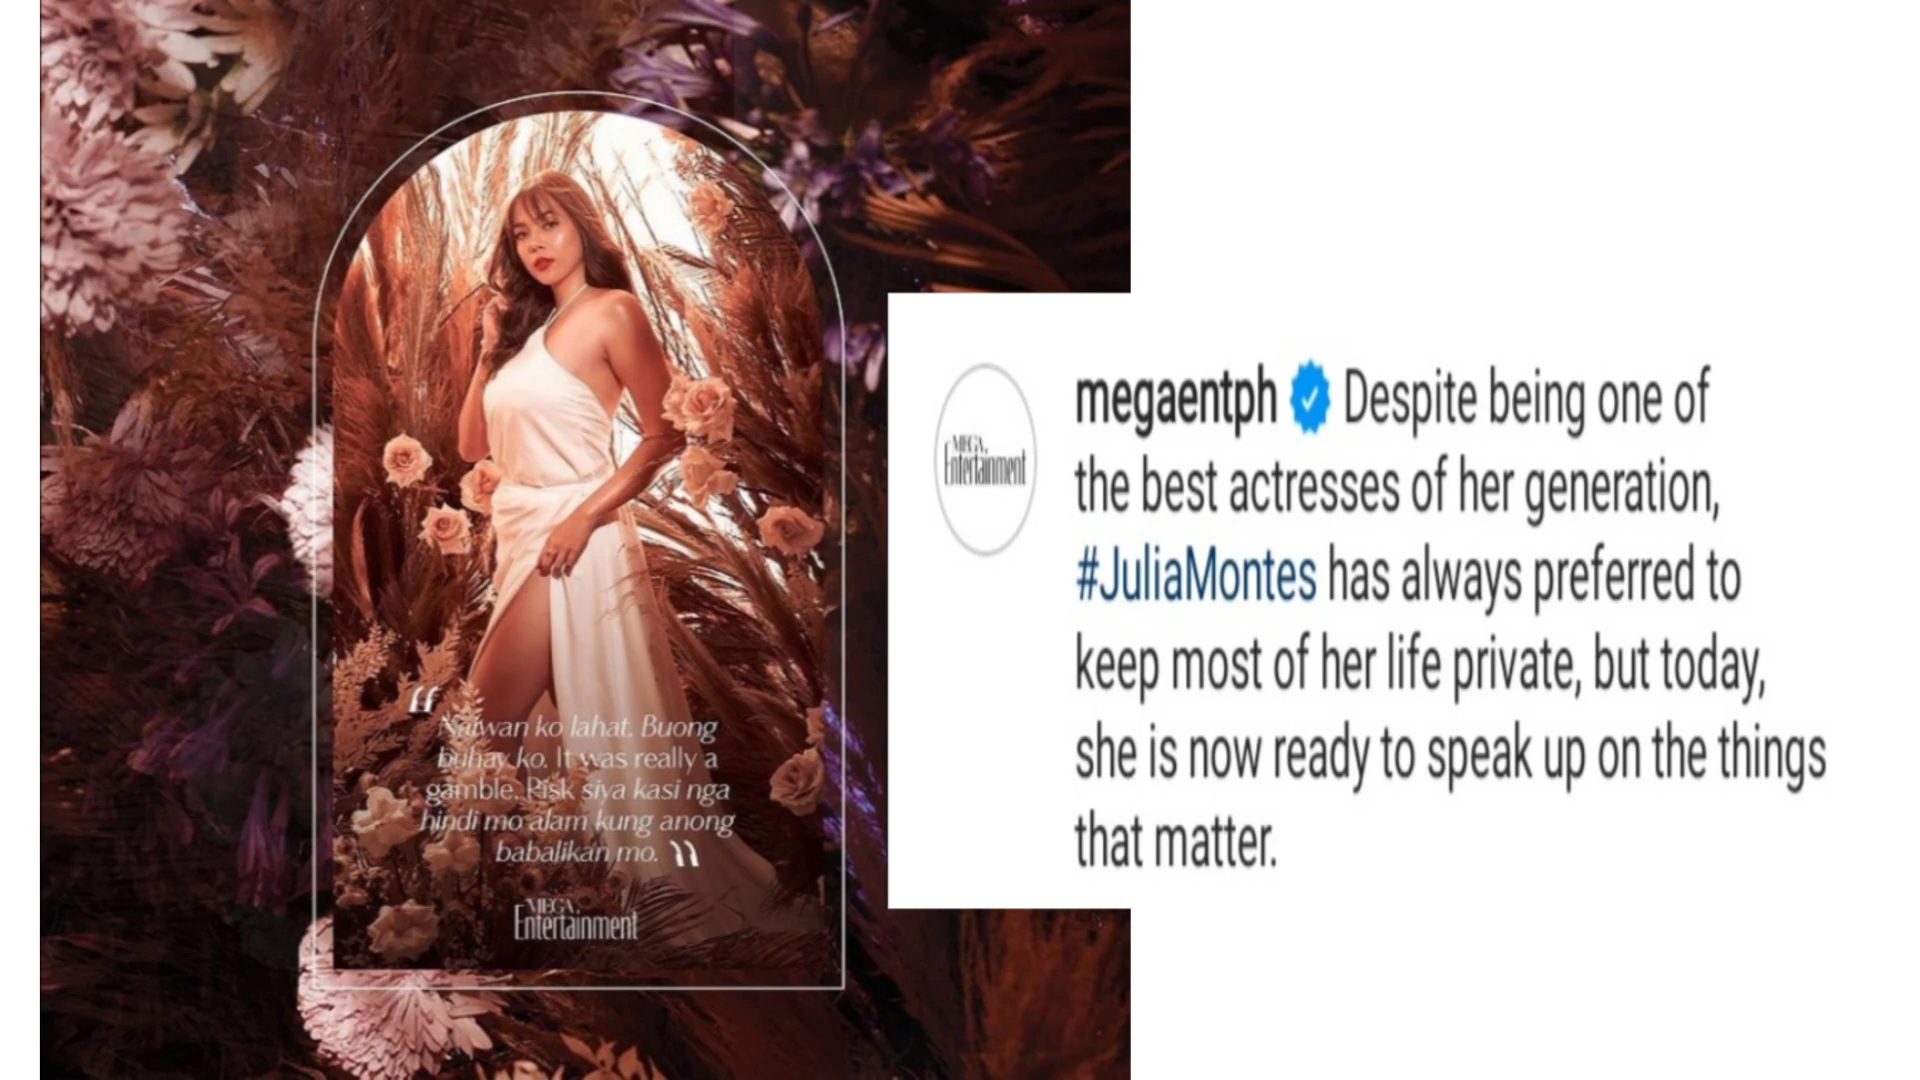 “
Naiwan ko lahat. Buong
buhay ko. It was really a
gamble. Risk siya kasi nga
hindi mo alam kung anong
babalikan mo. ”
MEGA
Entertainment
MEGA
Entertainment
megaentph Despite being one of
the best actresses of her generation,
#JuliaMontes has always preferred to
keep most of her life private, but today,
she is now ready to speak up on the things
that matter.